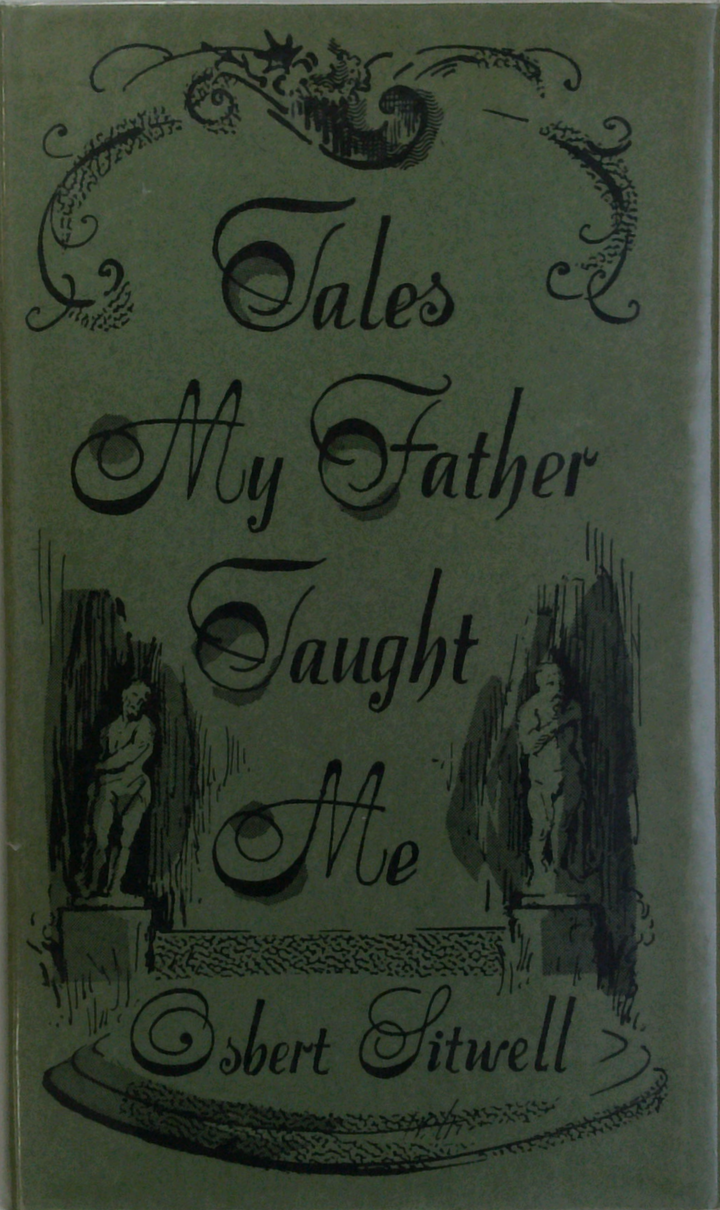 Tales
My Father
Taught
Me
Osbert Sitwell